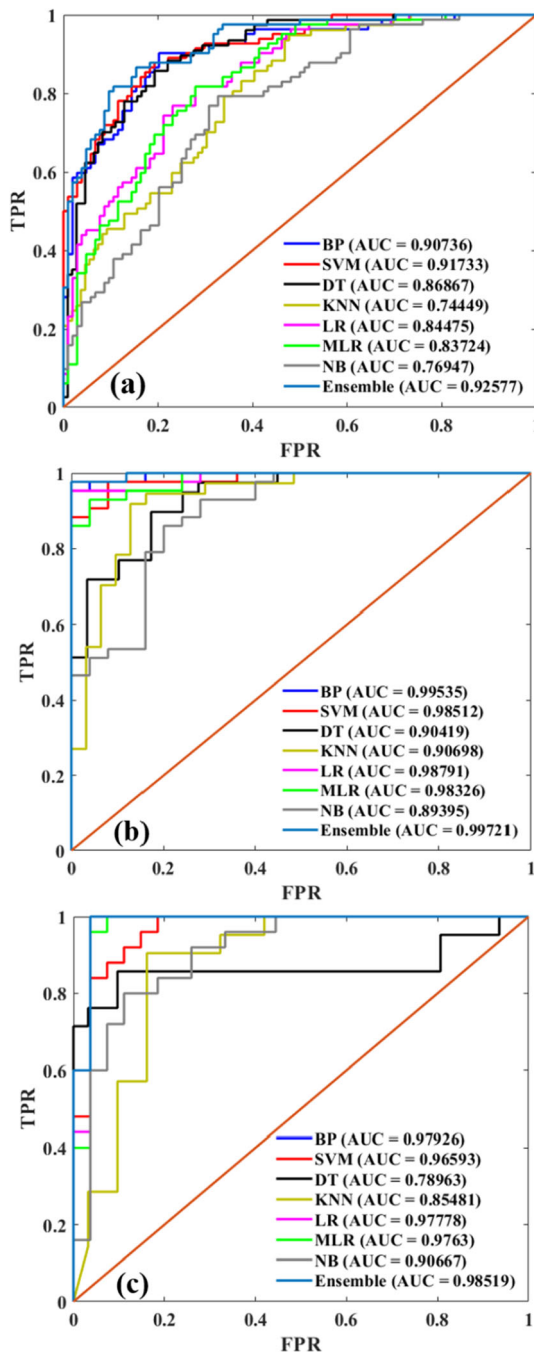 1
0.8
0.6
TPR
0.4
0.2
0
BP (AUC = 0.90736)
SVM (AUC = 0.91733)
DT (AUC = 0.86867)
KNN (AUC = 0.74449)
LR (AUC = 0.84475)
MLR (AUC = 0.83724)
NB (AUC = 0.76947)
Ensemble (AUC = 0.92577)
(a)
0 0.2 0.4 0.6 0.8 1
FPR
1
0.8
0.6
TPR
0.4
0.2
0
BP (AUC = 0.99535)
SVM (AUC = 0.98512)
DT (AUC = 0.90419)
KNN (AUC = 0.90698)
LR (AUC = 0.98791)
MLR (AUC = 0.98326)
NB (AUC = 0.89395)
Ensemble (AUC = 0.99721)
(b)
0 0.2 0.4 0.6 0.8 1
FPR
1
0.8
0.6
TPR
0.4
0.2
0
BP (AUC = 0.97926)
SVM (AUC = 0.96593)
DT (AUC = 0.78963)
KNN (AUC = 0.85481)
LR (AUC = 0.97778)
MLR (AUC = 0.9763)
NB (AUC = 0.90667)
Ensemble (AUC = 0.98519)
(c)
0 0.2 0.4 0.6 0.8 1
FPR